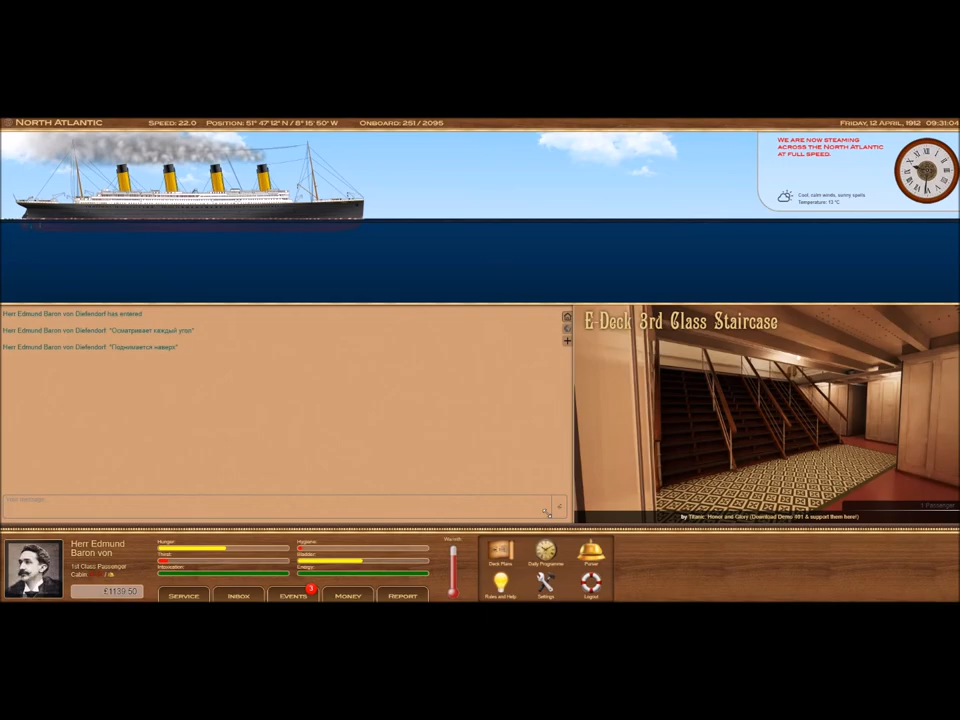 NORTH ATLANTIC SPEED: 22.0 POSITION: 51° 47' 12" N / 8° 15' 50" W ONBOARD: 251 / 2095 FRIDAY, 12 APRIL, 1912 09:31:04
WE ARE NOW STEAMING
ACROSS THE NORTH ATLANTIC
AT FULL SPEED.
Cool, calm winds, sunny spells
Temperature: 13 °C
Herr Edmund Baron von Diefendorf has entered
Herr Edmund Baron von Diefendorf: "Осматривает каждый угол"
Herr Edmund Baron von Diefendorf: "Поднимается наверх"
Your message...
E-Deck 3rd Class Staircase
1 Passenger
by Titanic: Honor and Glory (Download Demo 401 & support them here!)
Herr Edmund
Baron von
1st Class Passenger
Cabin: /
£1139.50
Hunger:
Thirst:
Intoxication:
Hygiene:
Bladder:
Energy:
Warmth
SERVICE INBOX EVENTS 3 MONEY REPORT
Deck Plans Daily Programme Purser
Rules and Help Settings Logout